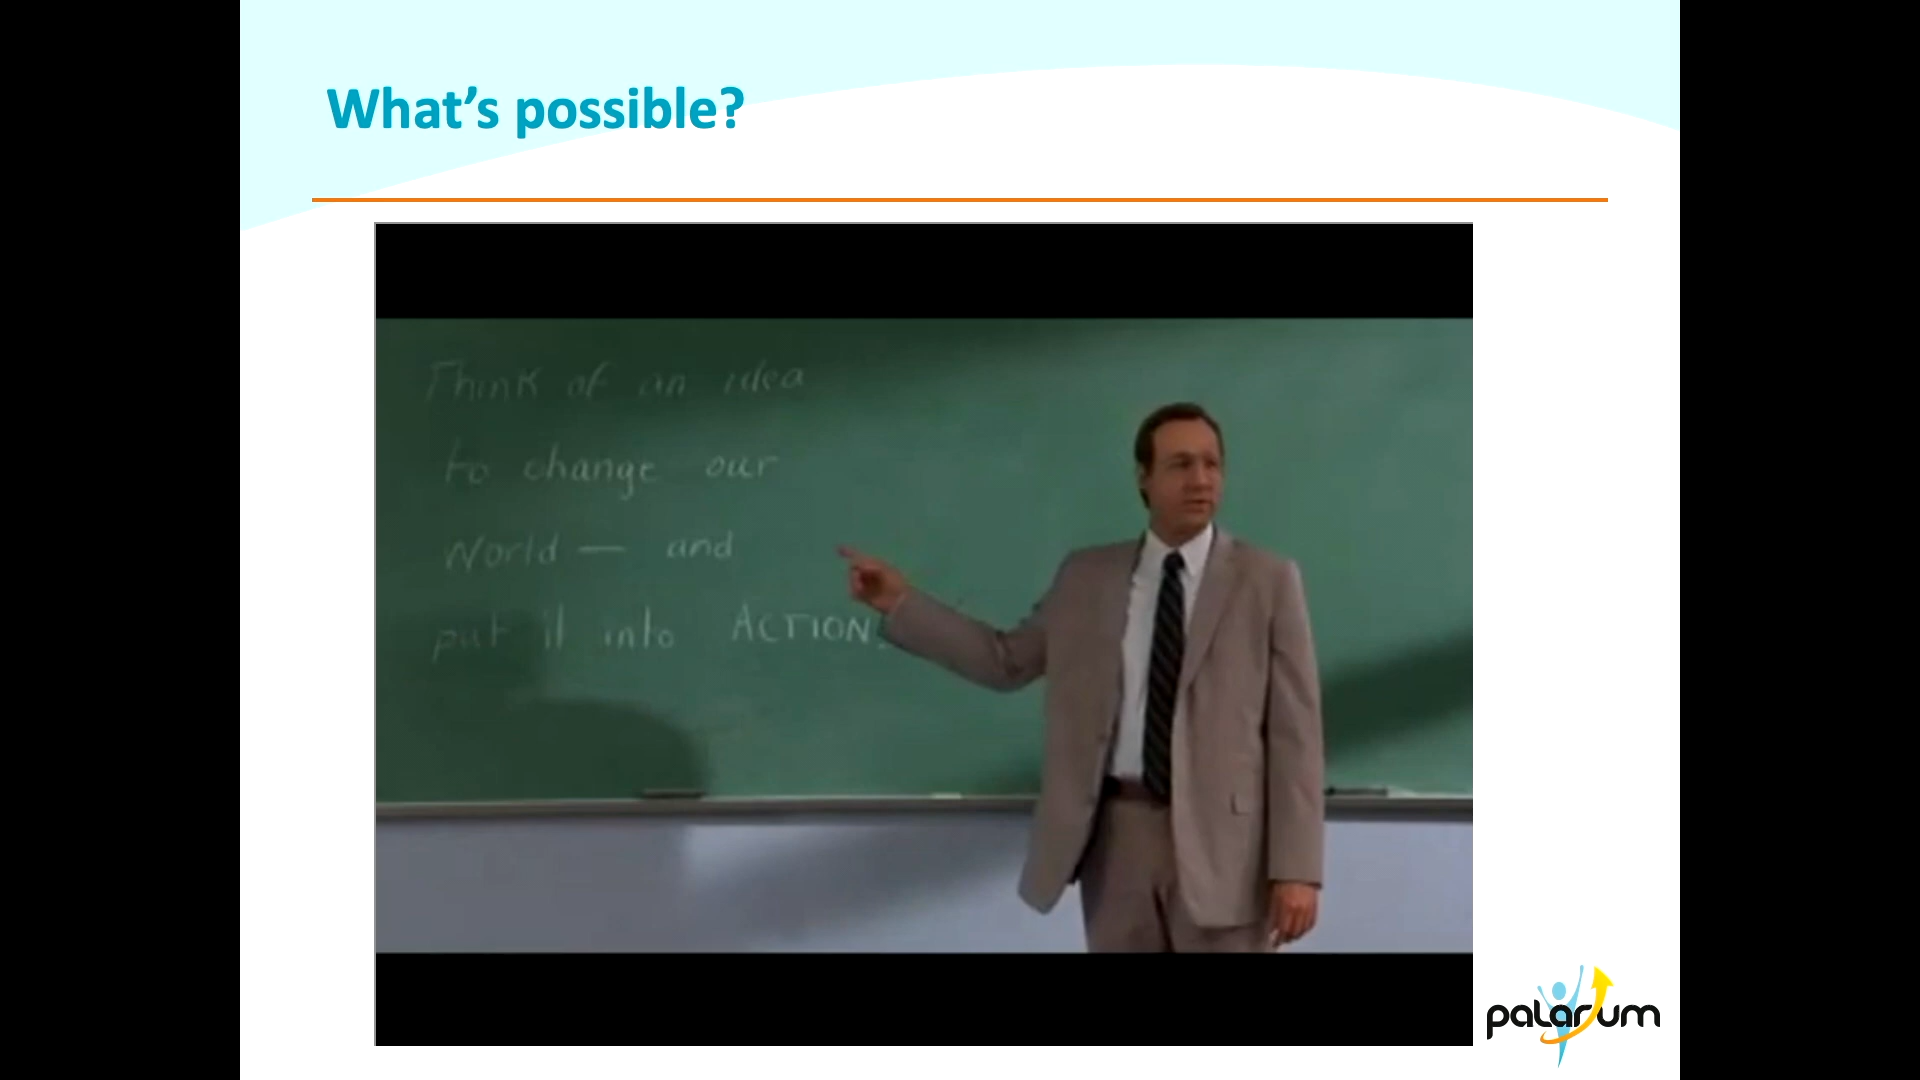 What’s possible?
Think of an idea
to change our
World — and
put it into ACTION.
palarum